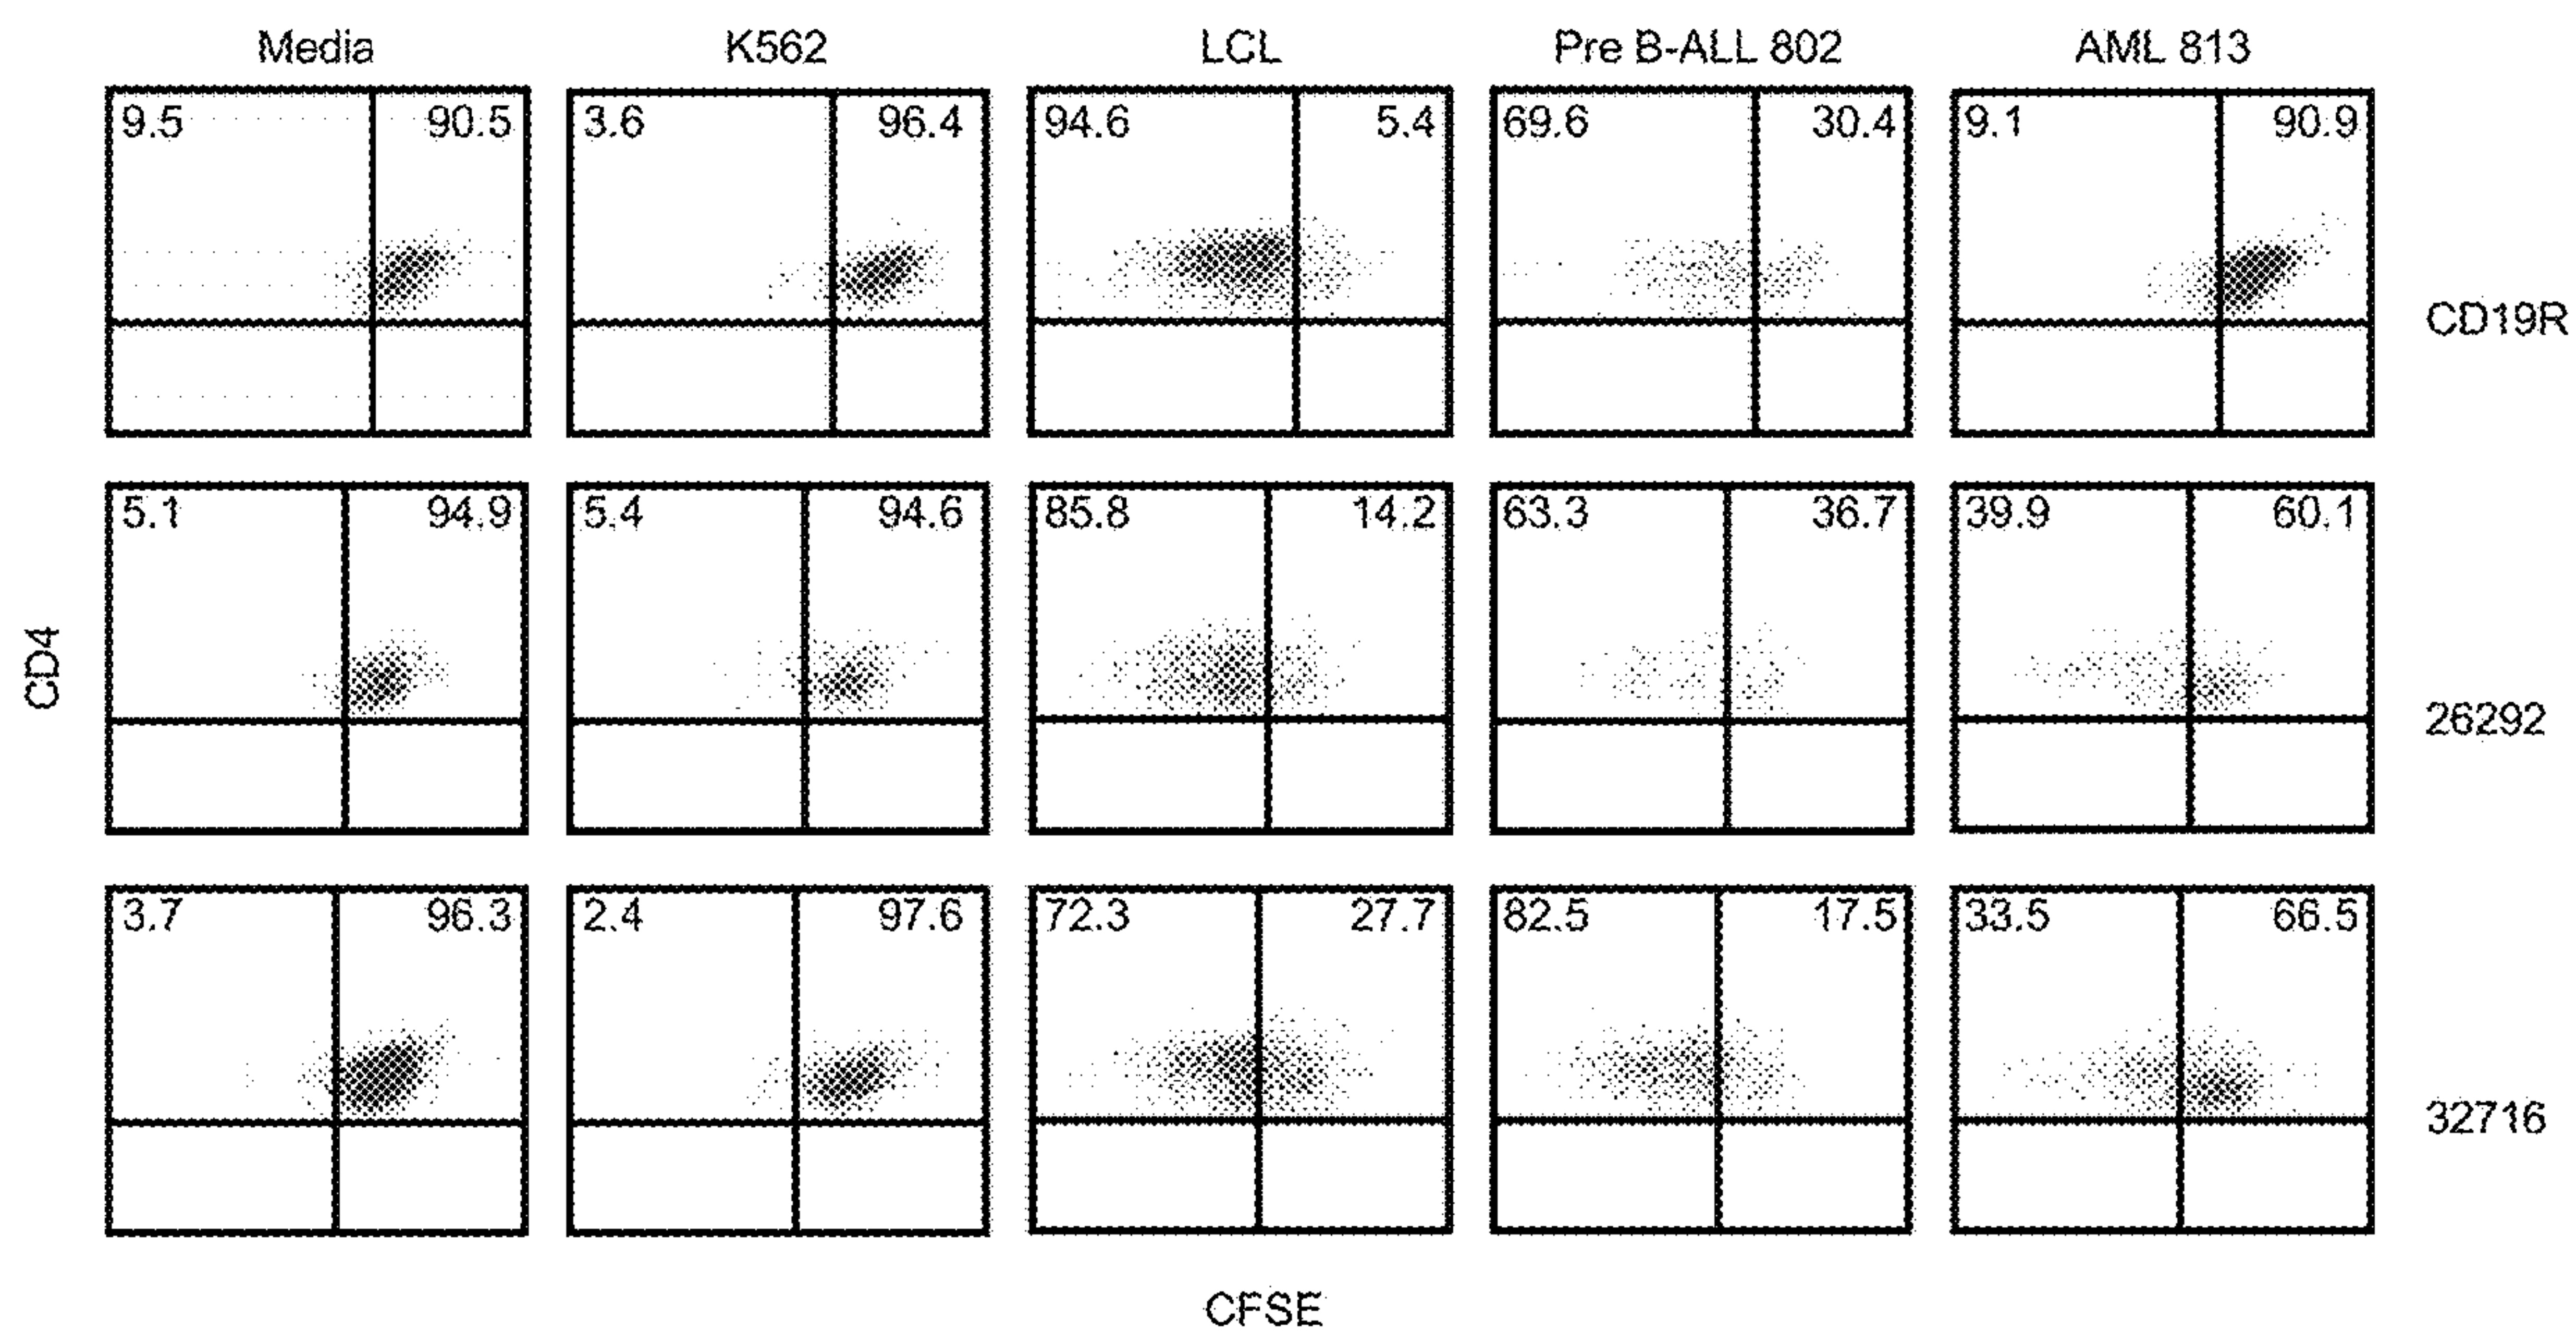 Media K562 LCL Pre B-ALL 802 AML 813
9.5 90.5 3.6 96.4 94.6 5.4 69.6 30.4 9.1 90.9
CD19R
5.1 94.9 5.4 94.6 85.8 14.2 63.3 36.7 39.9 60.1
CD4
26292
3.7 96.3 2.4 97.6 72.3 27.7 82.5 17.5 33.5 66.5
32716
CFSE